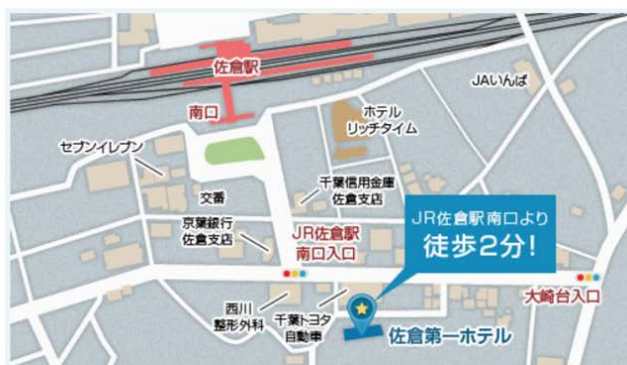 佐倉駅
南口
JAいんば
ホテル
リッチタイム
セブンイレブン
交番
千葉信用金庫
佐倉支店
京葉銀行
佐倉支店
JR佐倉駅
南口入口
JR佐倉駅南口より
徒歩2分!
大崎台入口
西川
整形外科
千葉トヨタ
自動車
佐倉第一ホテル